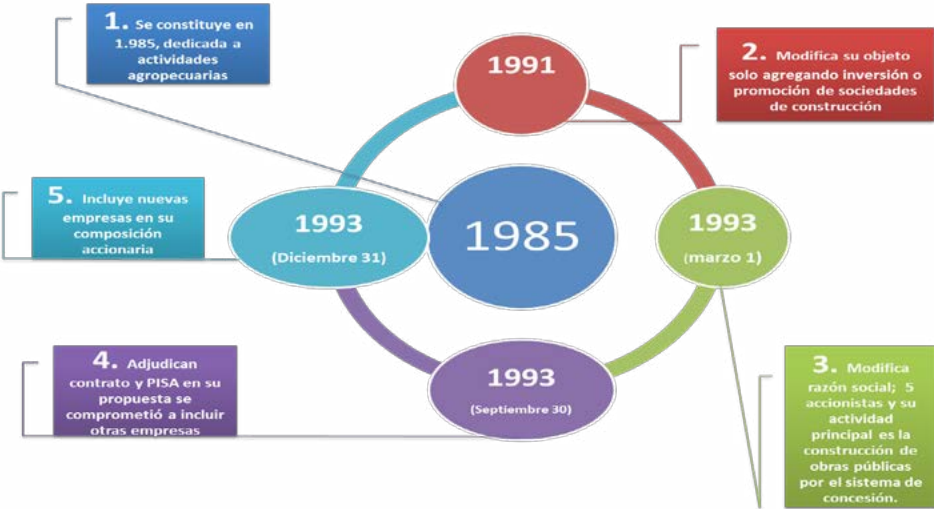 1. Se constituye en
1.985, dedicada a
actividades
agropecuarias
1991
2. Modifica su objeto
solo agregando inversión o
promoción de sociedades
de construcción
5. Incluye nuevas
empresas en su
composición
accionaria
1993
(Diciembre 31)
1985
1993
(marzo 1)
4. Adjudican
contrato y PISA en su
propuesta se
comprometió a incluir
otras empresas
1993
(Septiembre 30)
3. Modifica
razón social; 5
accionistas y su
actividad
principal es la
construcción de
obras públicas
por el sistema de
concesión.